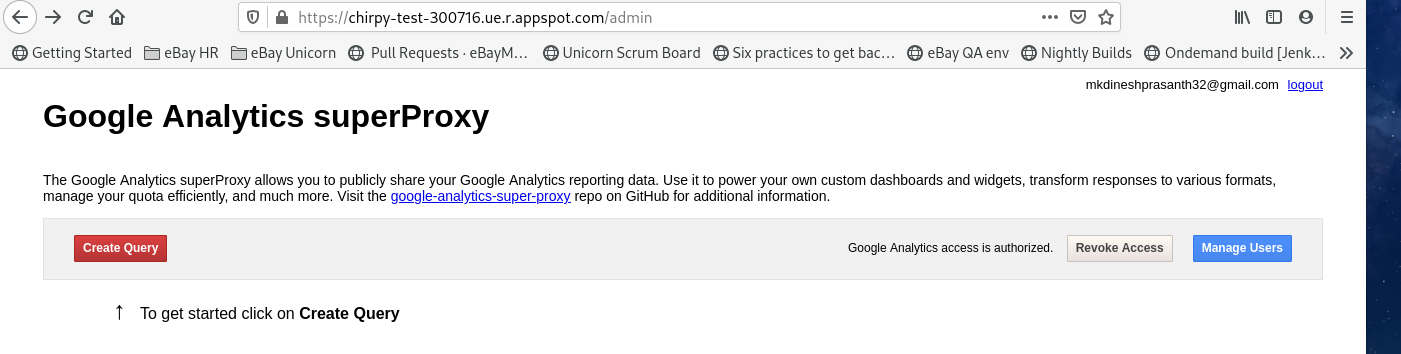 https://chirpy-test-300716.ue.r.appspot.com/admin
Getting Started eBay HR eBay Unicorn Pull Requests · eBayM… Unicorn Scrum Board Six practices to get bac… eBay QA env Nightly Builds Ondemand build [Jenk…
mkdineshprasanth32@gmail.com logout
Google Analytics superProxy
The Google Analytics superProxy allows you to publicly share your Google Analytics reporting data. Use it to power your own custom dashboards and widgets, transform responses to various formats,
manage your quota efficiently, and much more. Visit the google-analytics-super-proxy repo on GitHub for additional information.
Create Query Google Analytics access is authorized. Revoke Access Manage Users
↑ To get started click on Create Query